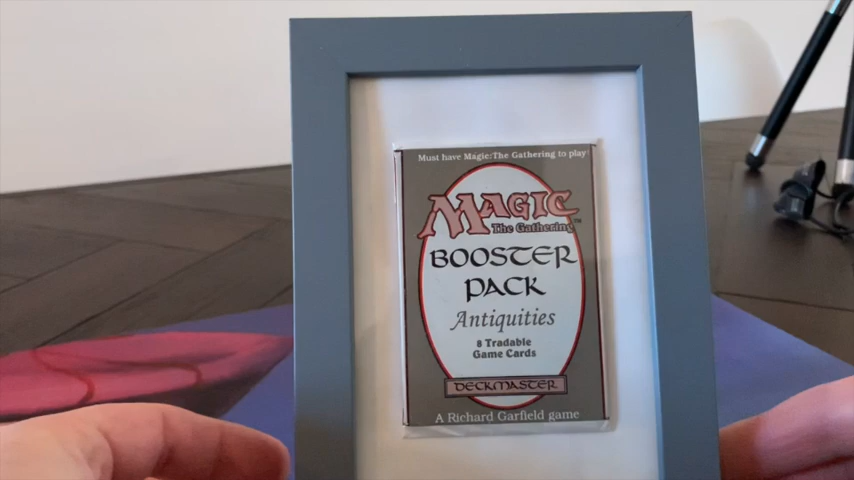 Must have Magic: The Gathering to play
MAGIC
The Gathering™
BOOSTER
PACK
Antiquities
8 Tradable
Game Cards
DECKMASTER
A Richard Garfield game